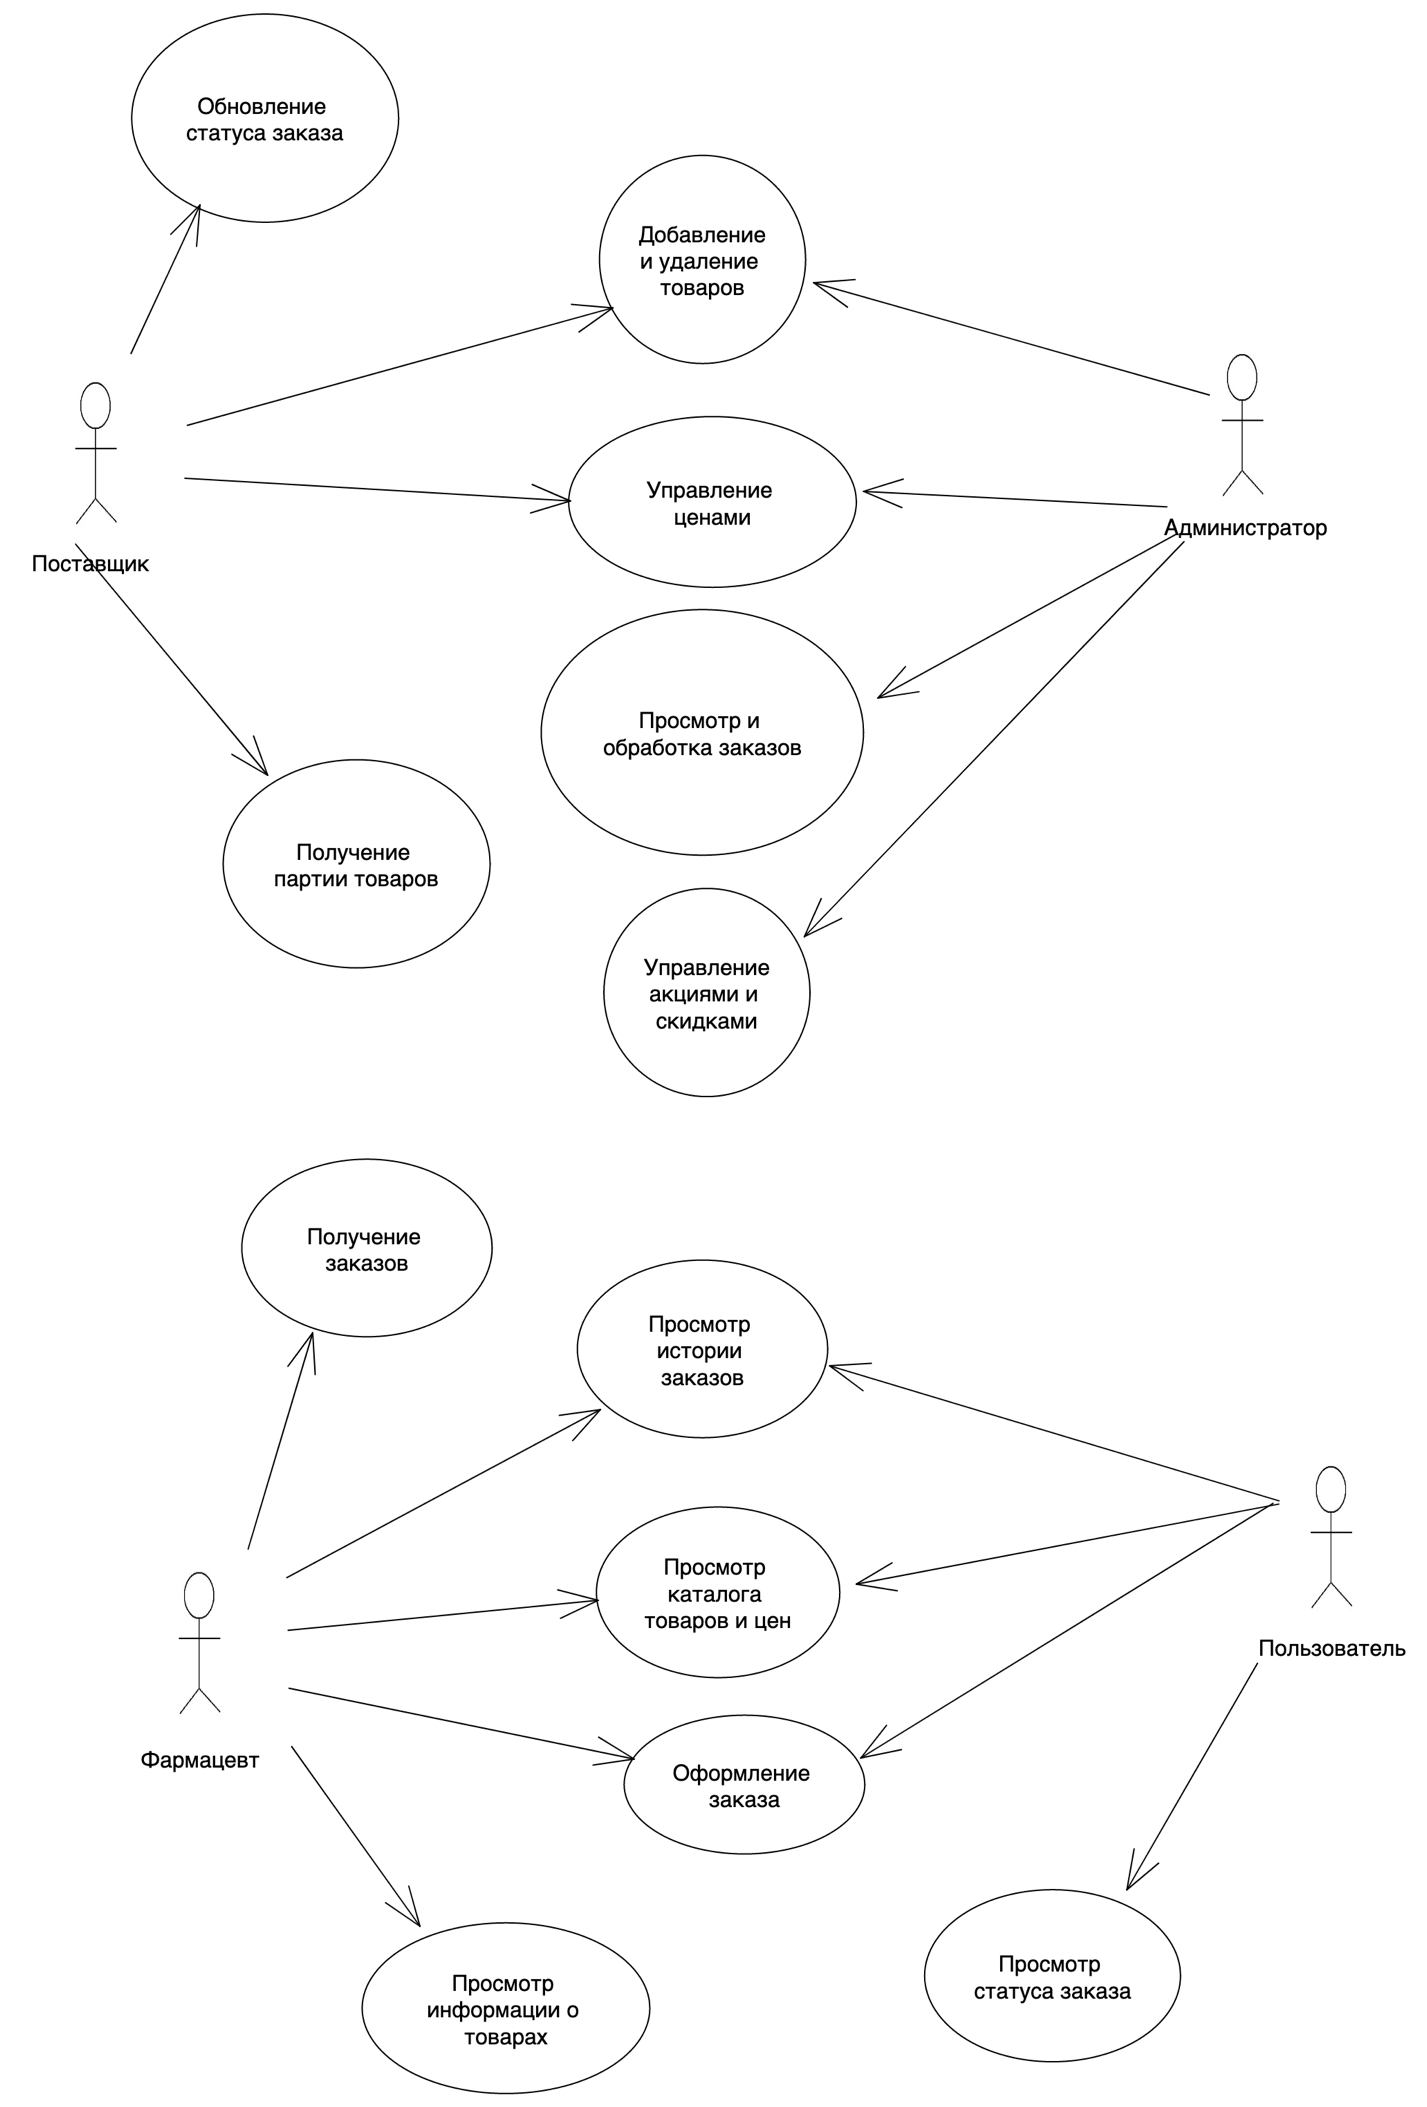 Обновление
статуса заказа
Добавление
и удаление
товаров
Управление
ценами
Администратор
Поставщик
Просмотр и
обработка заказов
Получение
партии товаров
Управление
акциями и
скидками
Получение
заказов
Просмотр
истории
заказов
Просмотр
каталога
товаров и цен
Пользователь
Фармацевт
Оформление
заказа
Просмотр
статуса заказа
Просмотр
информации о
товарах